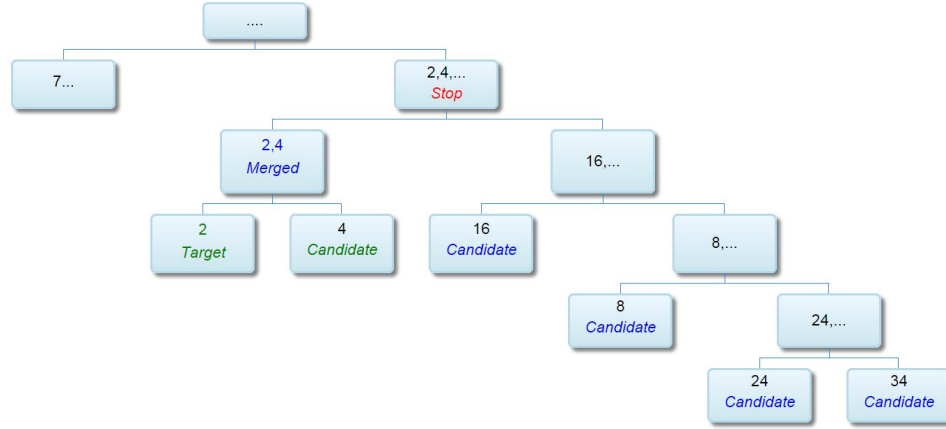 ....
7...
2,4,...
Stop
2,4
Merged
16,...
2
Target
4
Candidate
16
Candidate
8,...
8
Candidate
24,...
24
Candidate
34
Candidate